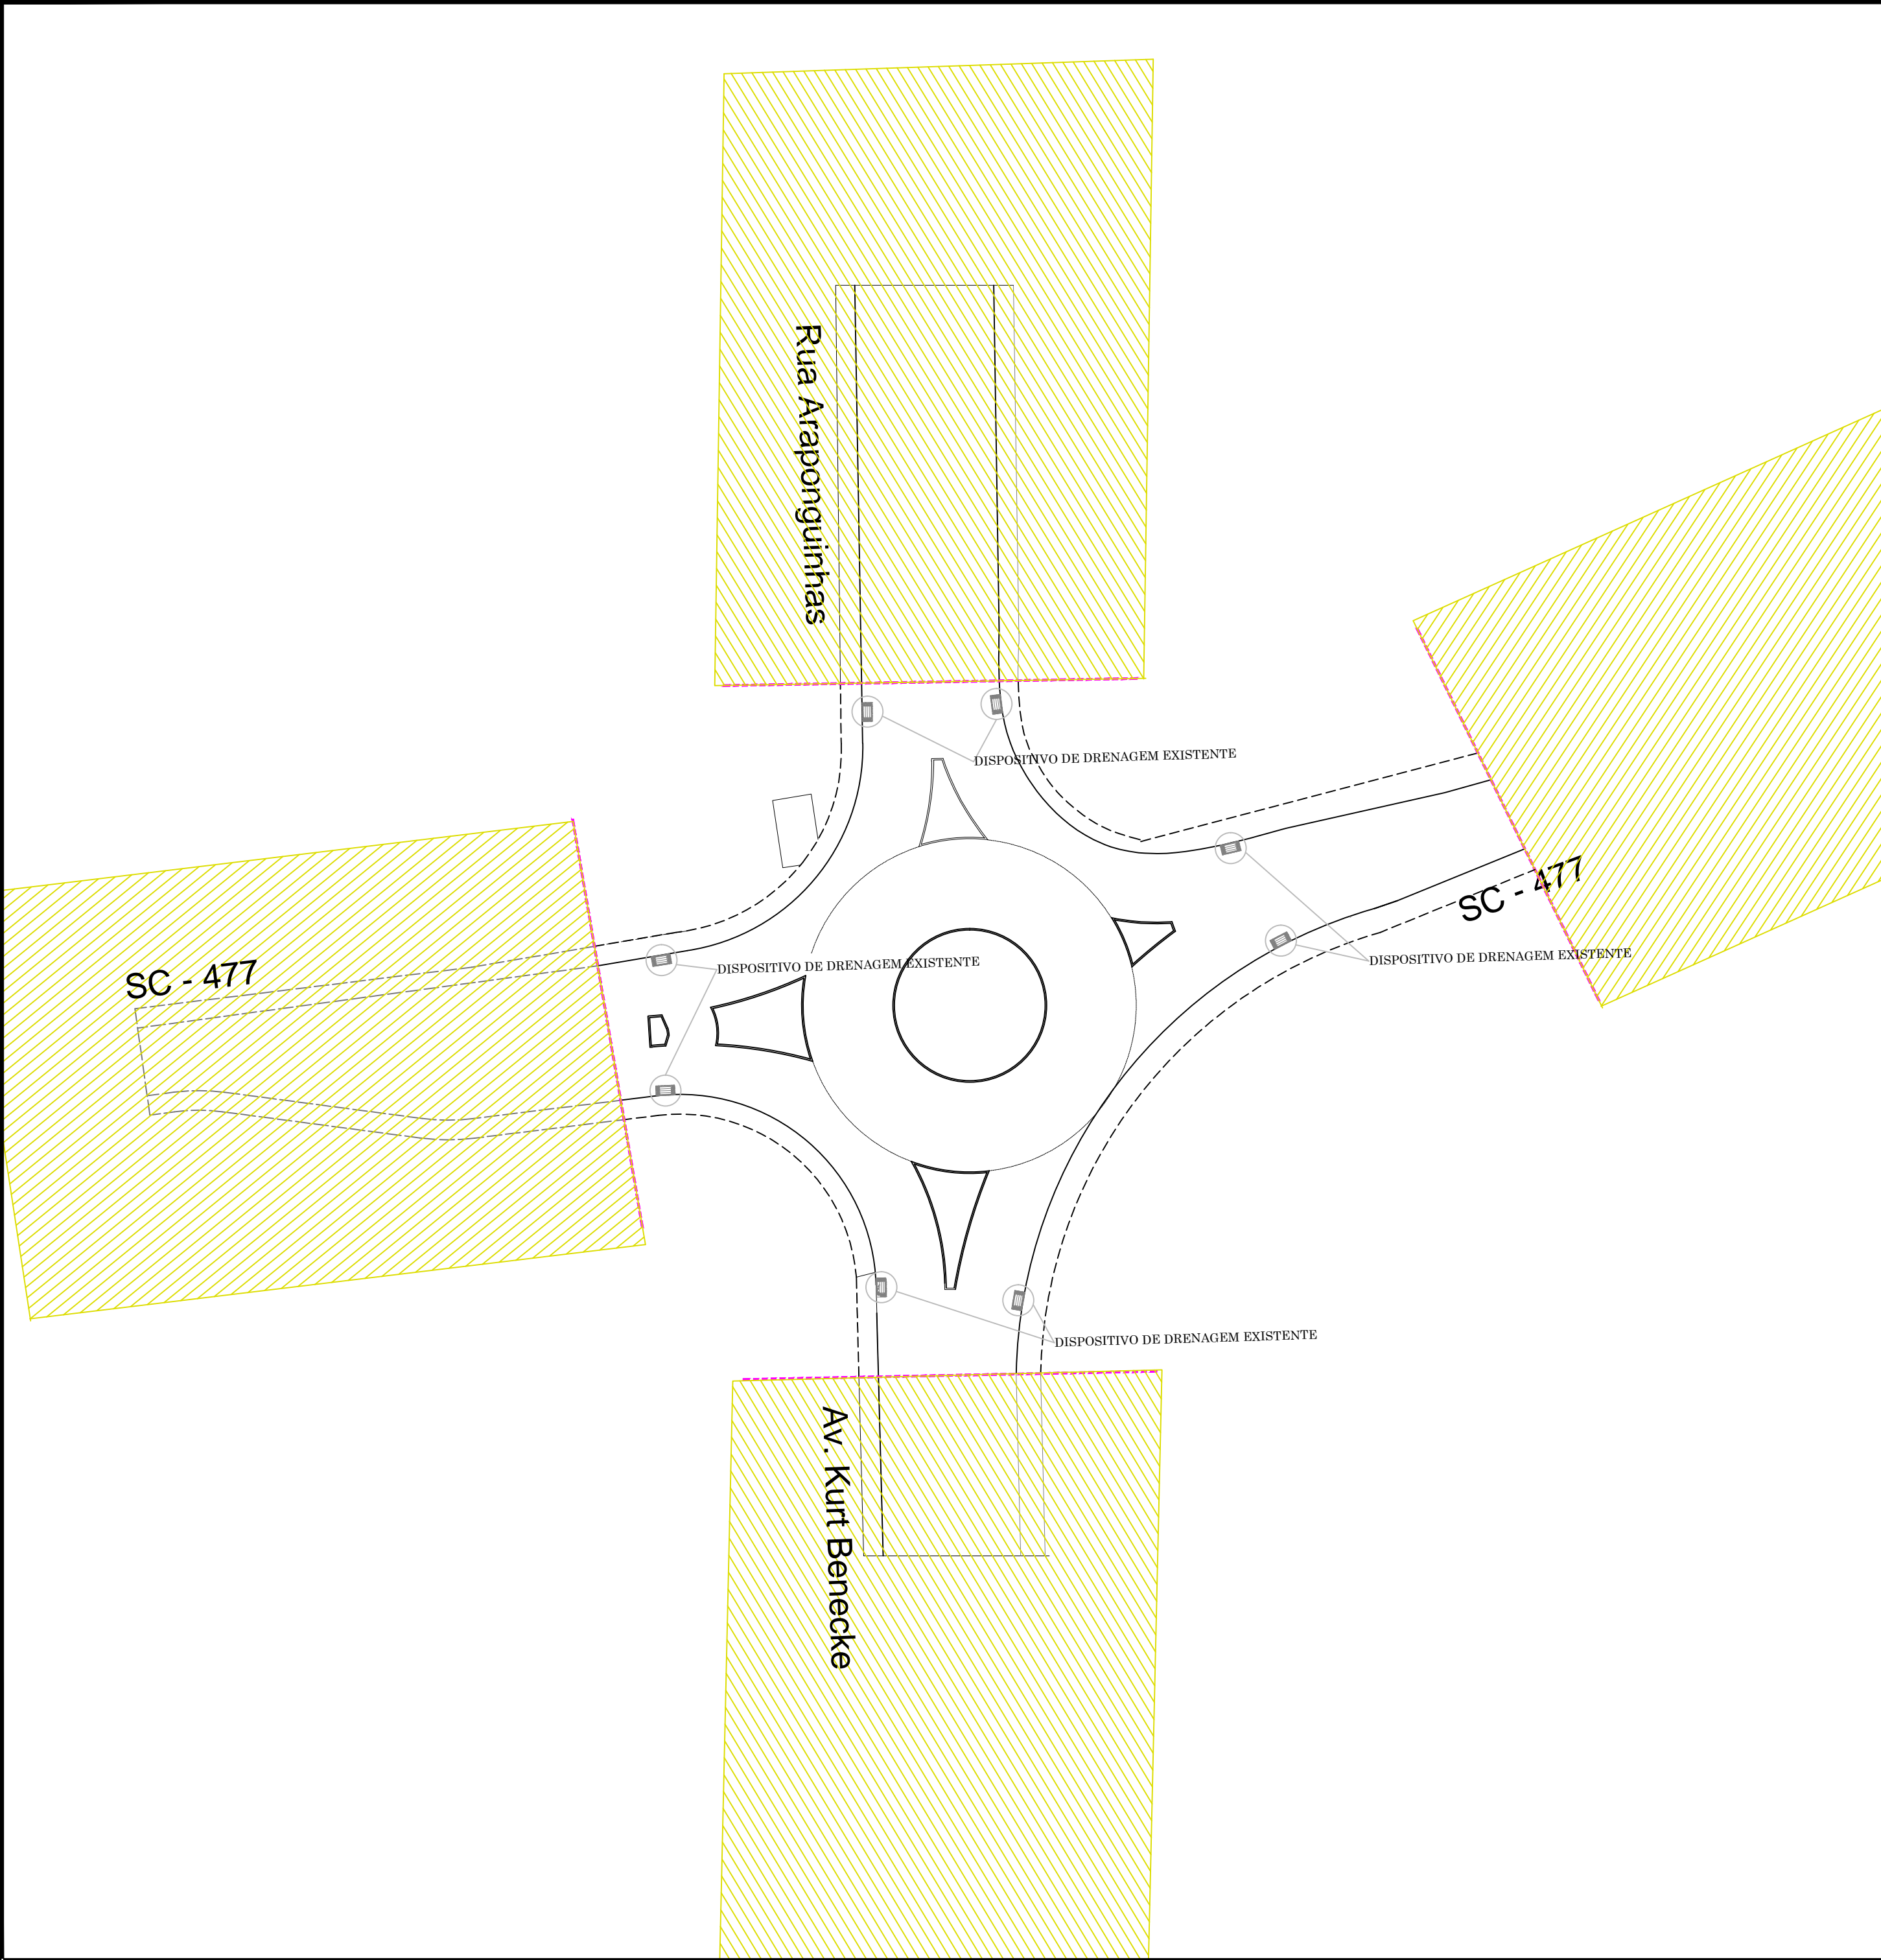 Rua Araponguinhas
DISPOSITIVO DE DRENAGEM EXISTENTE
SC - 477
DISPOSITIVO DE DRENAGEM EXISTENTE
SC - 477
DISPOSITIVO DE DRENAGEM EXISTENTE
DISPOSITIVO DE DRENAGEM EXISTENTE
Av. Kurt Benecke